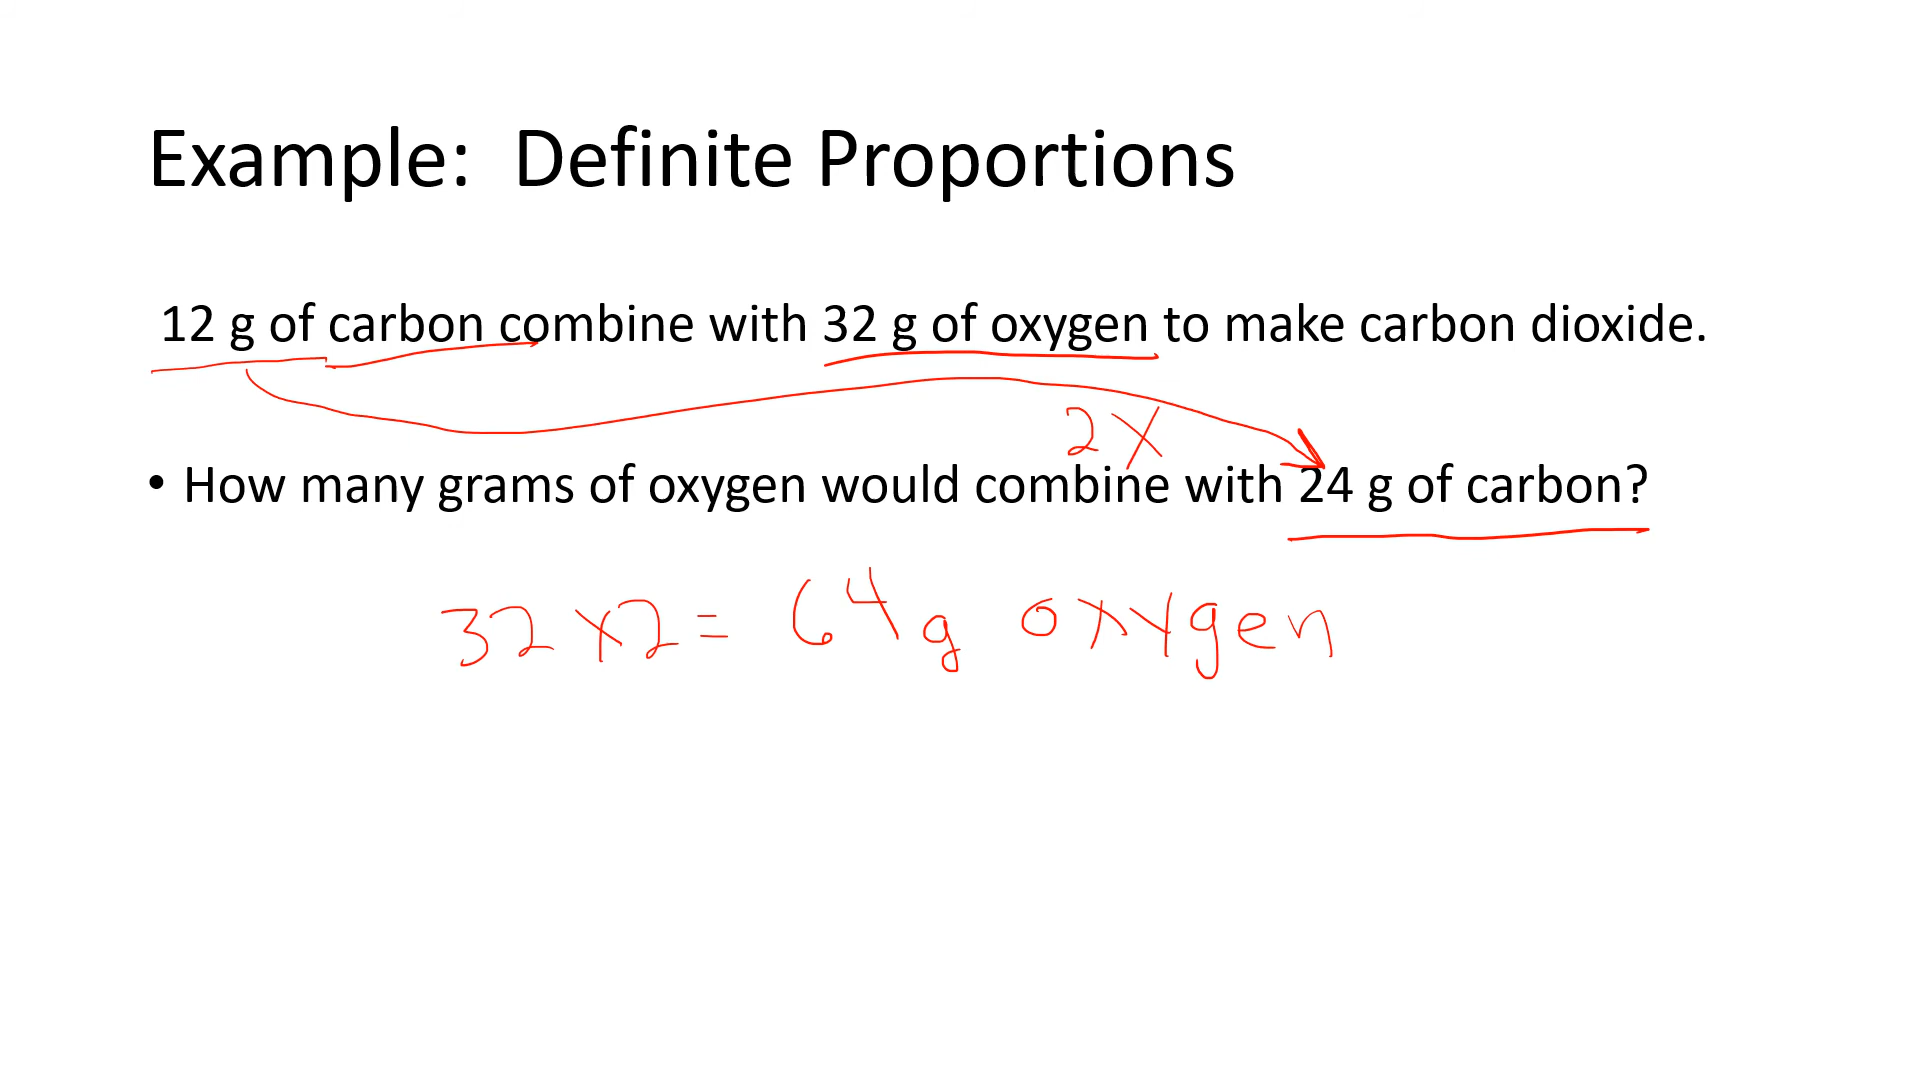 Example: Definite Proportions
12 g of carbon combine with 32 g of oxygen to make carbon dioxide.
2X
• How many grams of oxygen would combine with 24 g of carbon?
32 x 2 = 64g oxygen